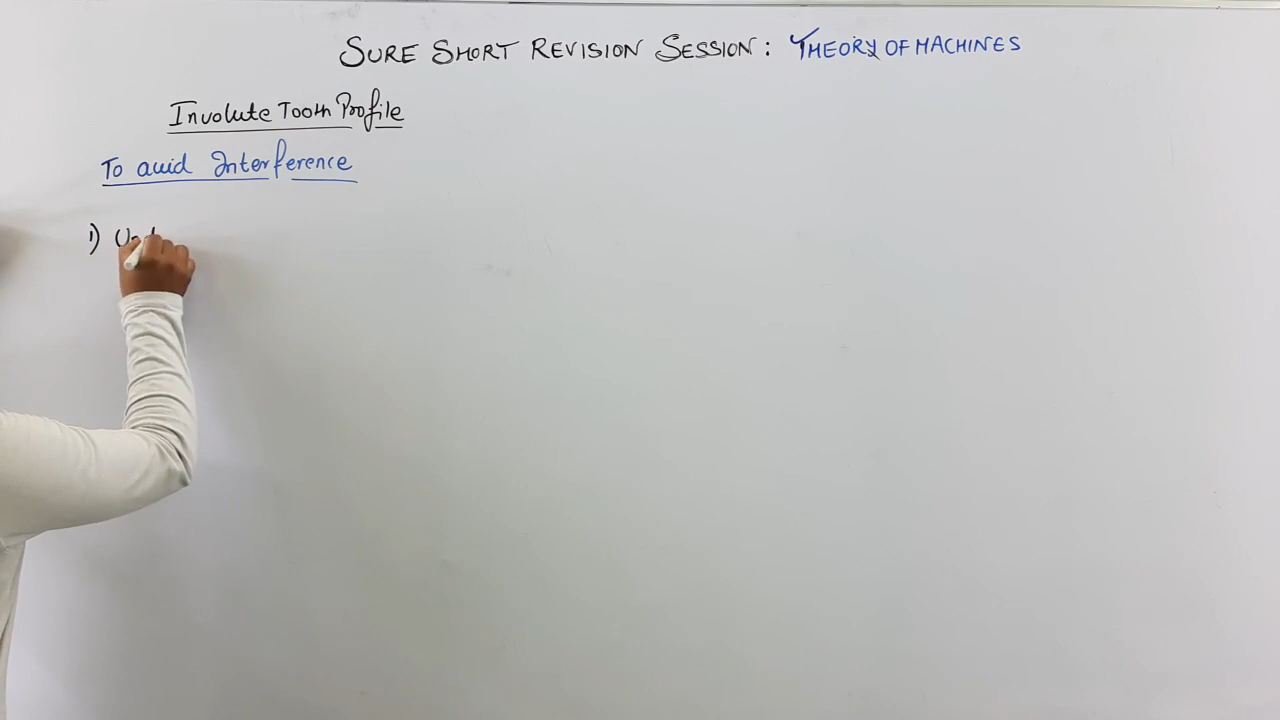 SURE SHORT REVISION SESSION: THEORY OF MACHINES
Involute Tooth Profile
To avid Interference
1)